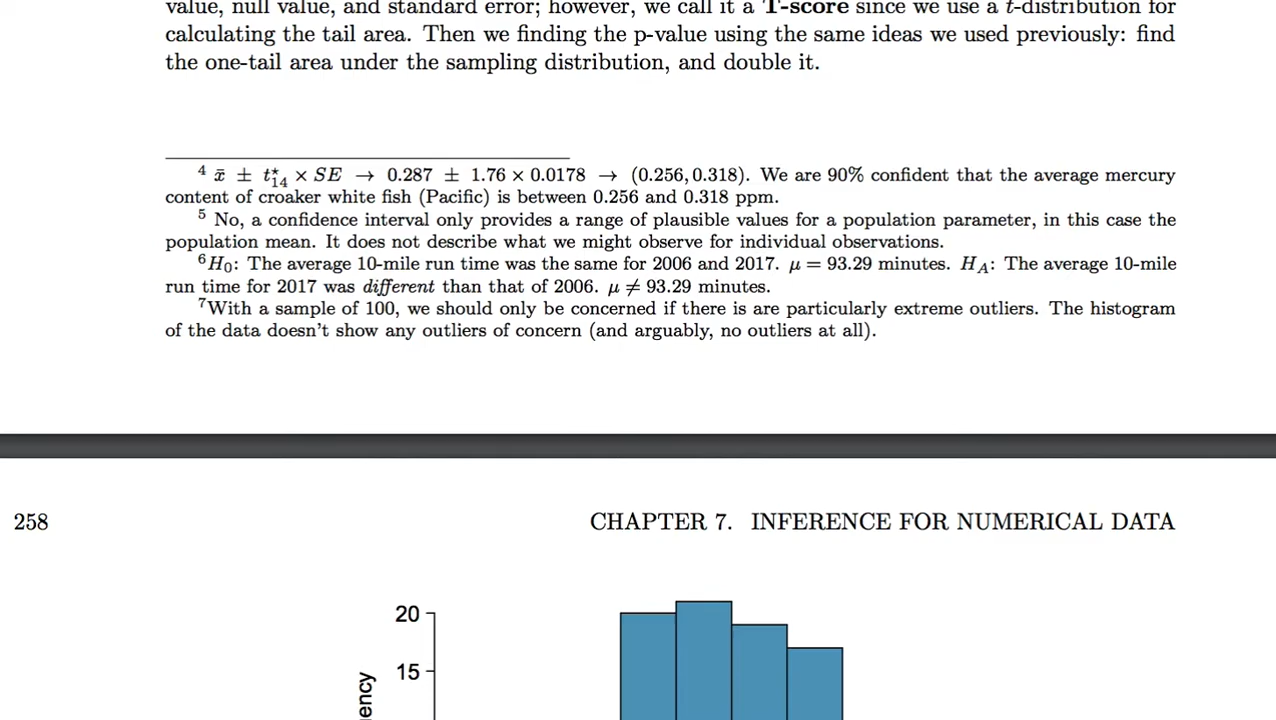 value, null value, and standard error; however, we call it a T-score since we use a t-distribution for
calculating the tail area. Then we finding the p-value using the same ideas we used previously: find
the one-tail area under the sampling distribution, and double it.
⁴ x̄ ± t⋆₁₄ × SE → 0.287 ± 1.76 × 0.0178 → (0.256, 0.318). We are 90% confident that the average mercury
content of croaker white fish (Pacific) is between 0.256 and 0.318 ppm.
⁵ No, a confidence interval only provides a range of plausible values for a population parameter, in this case the
population mean. It does not describe what we might observe for individual observations.
⁶H₀: The average 10-mile run time was the same for 2006 and 2017. μ = 93.29 minutes. H_A: The average 10-mile
run time for 2017 was different than that of 2006. μ ≠ 93.29 minutes.
⁷With a sample of 100, we should only be concerned if there is are particularly extreme outliers. The histogram
of the data doesn't show any outliers of concern (and arguably, no outliers at all).
258 CHAPTER 7. INFERENCE FOR NUMERICAL DATA
20
15